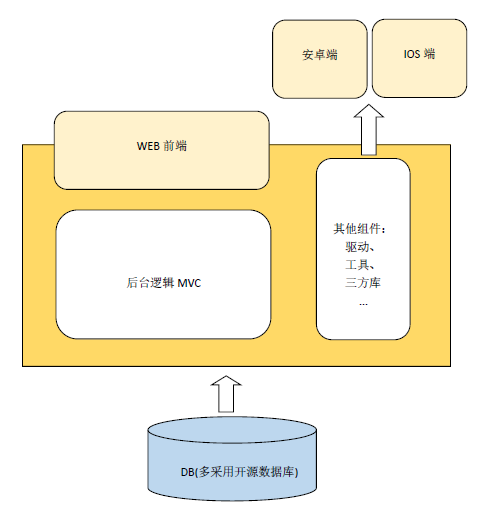 安卓端
IOS 端
WEB 前端
其他组件：
驱动、
工具、
三方库
...
后台逻辑 MVC
DB(多采用开源数据库)